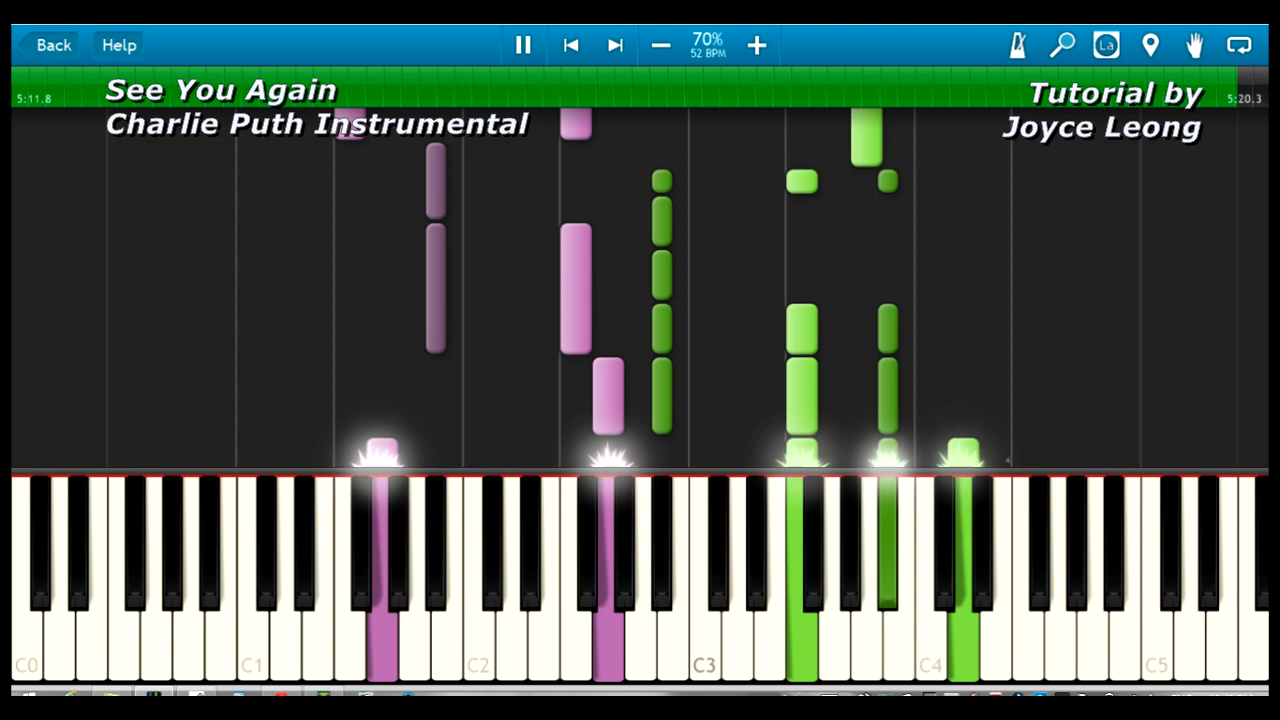 Back Help 70%
52 BPM
La
See You Again
Charlie Puth Instrumental
Tutorial by
Joyce Leong
5:11.8 5:20.3
C0 C1 C2 C3 C4 C5